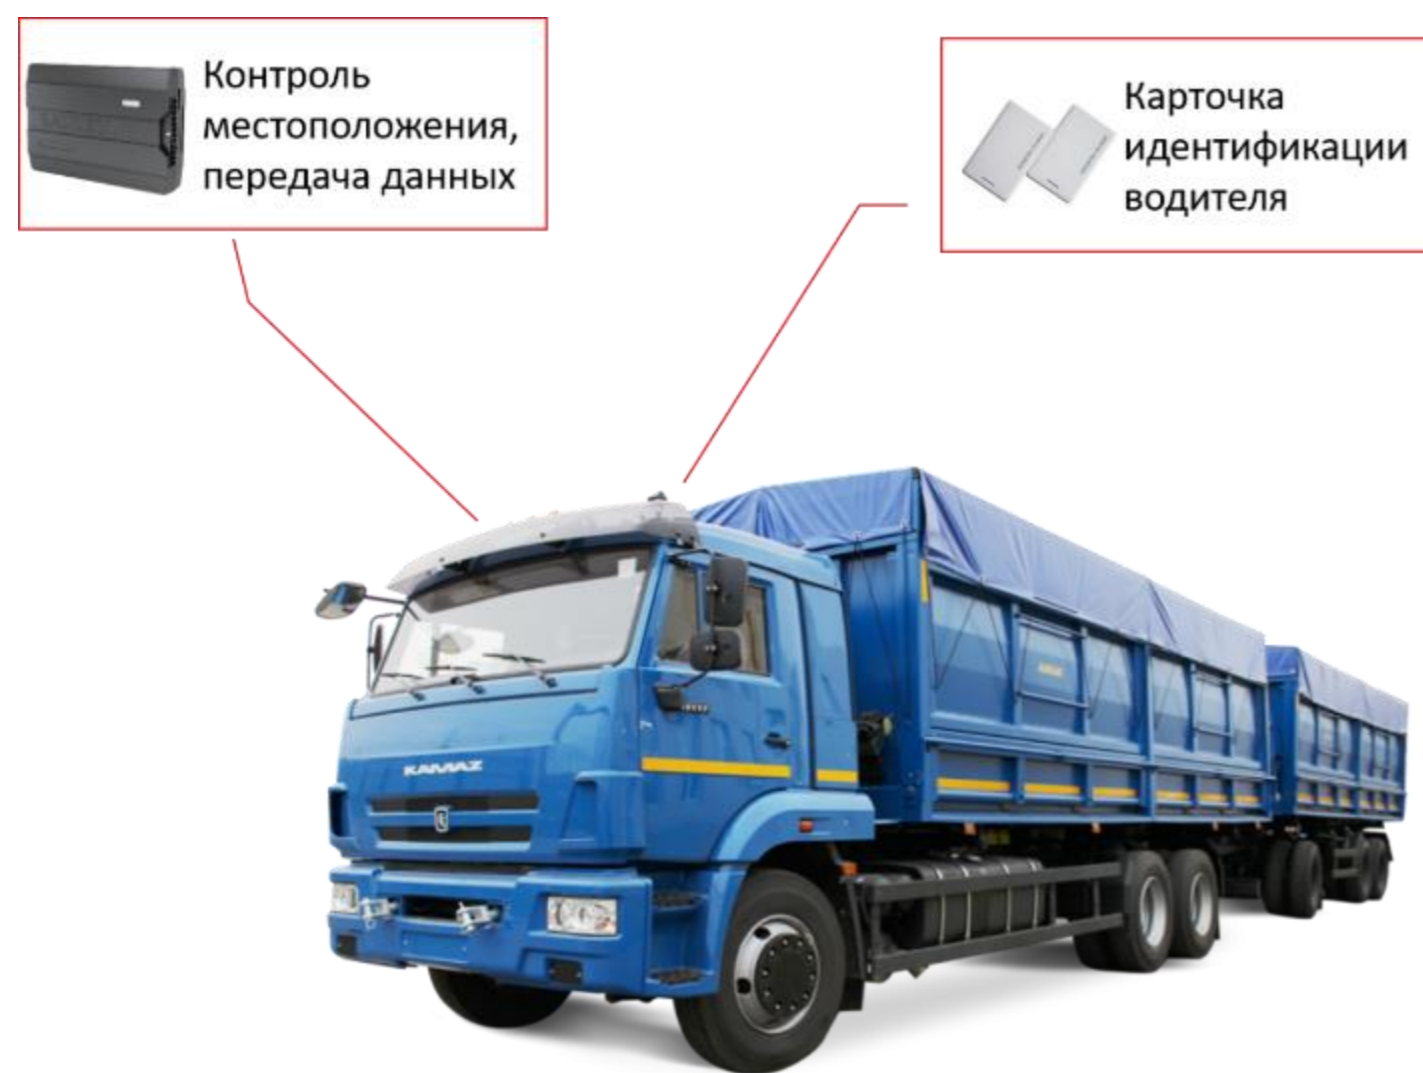 Контроль
местоположения,
передача данных
Карточка
идентификации
водителя
KAMAZ